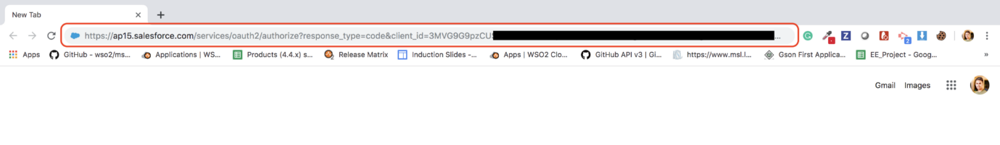 New Tab
https://ap15.salesforce.com/services/oauth2/authorize?response_type=code&client_id=3MVG9G9pzCUS...
Apps GitHub - wso2/ms... Applications | WS... Products (4.4.x) s... Release Matrix Induction Slides -... Apps | WSO2 Clo... GitHub API v3 | Gi... https://www.msl.l... Gson First Applica... EE_Project - Goog... »
Gmail Images